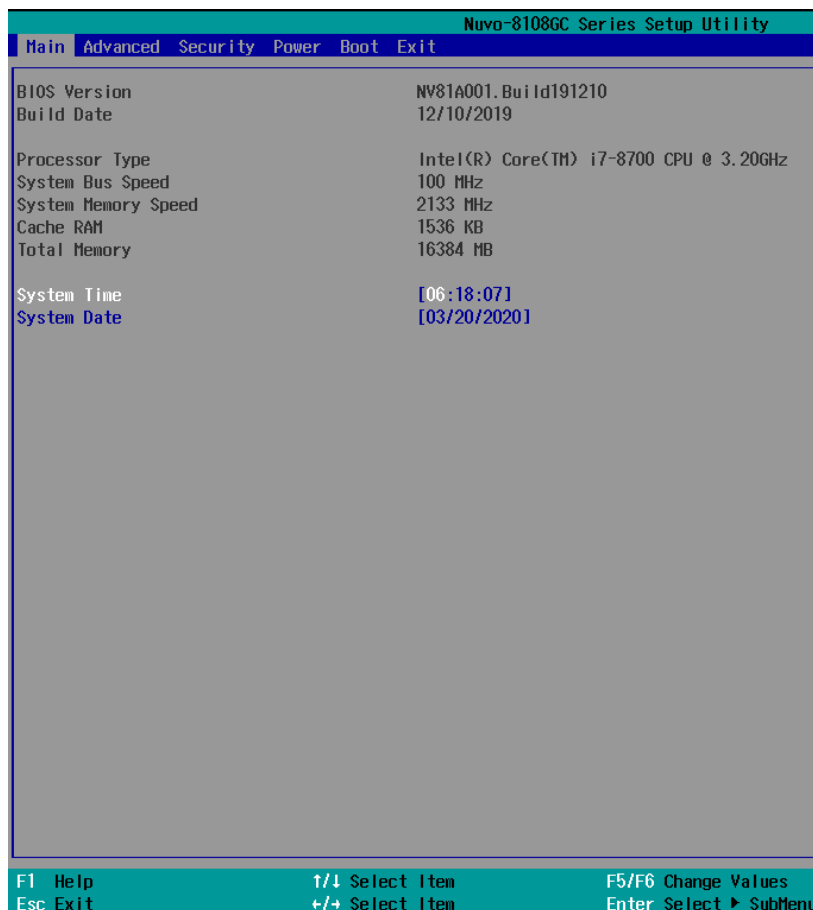 Nuvo-8108GC Series Setup Utility
Main Advanced Security Power Boot Exit
BIOS Version NV81A001.Build191210
Build Date 12/10/2019
Processor Type Intel(R) Core(TM) i7-8700 CPU @ 3.20GHz
System Bus Speed 100 MHz
System Memory Speed 2133 MHz
Cache RAM 1536 KB
Total Memory 16384 MB
System Time [06:18:07]
System Date [03/20/2020]
F1 Help ↑/↓ Select Item F5/F6 Change Values
Esc Exit ←/→ Select Item Enter Select ▶ SubMenu